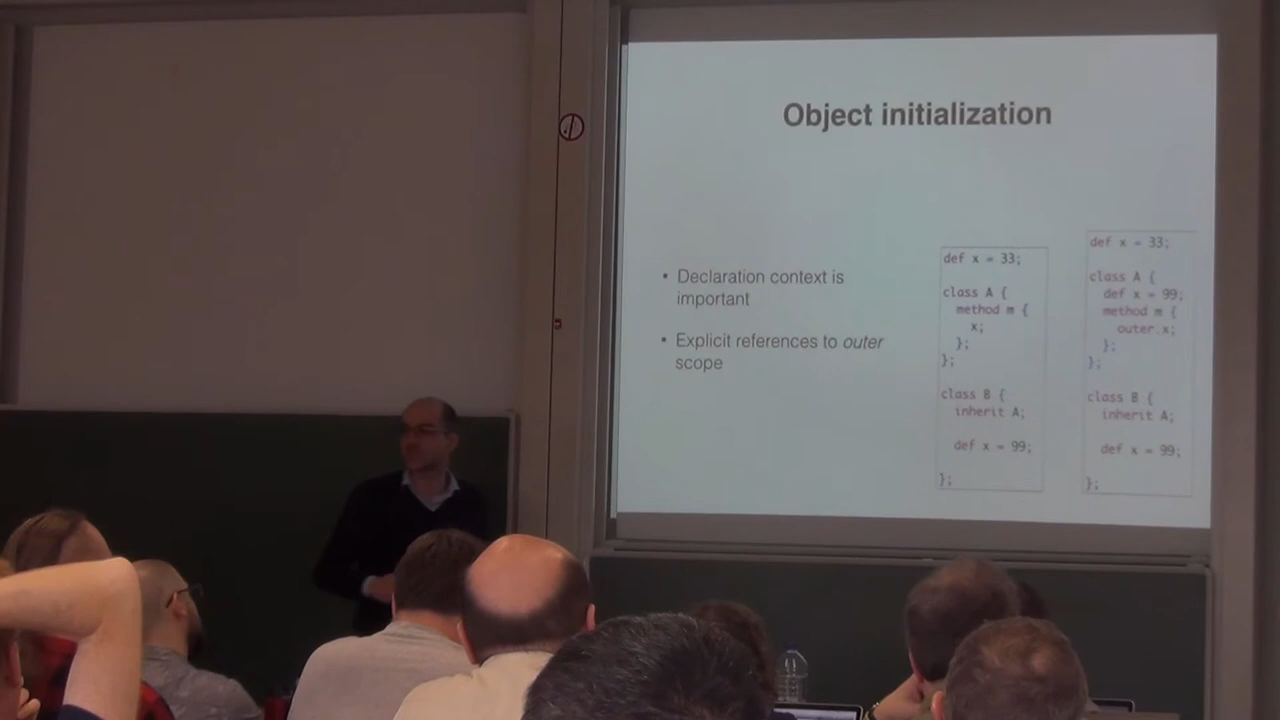 Object initialization
• Declaration context is
important
• Explicit references to outer
scope
def x = 33;
class A {
method m {
x;
};
};
class B {
inherit A;
def x = 99;
};
def x = 33;
class A {
def x = 99;
method m {
outer.x;
};
};
class B {
inherit A;
def x = 99;
};